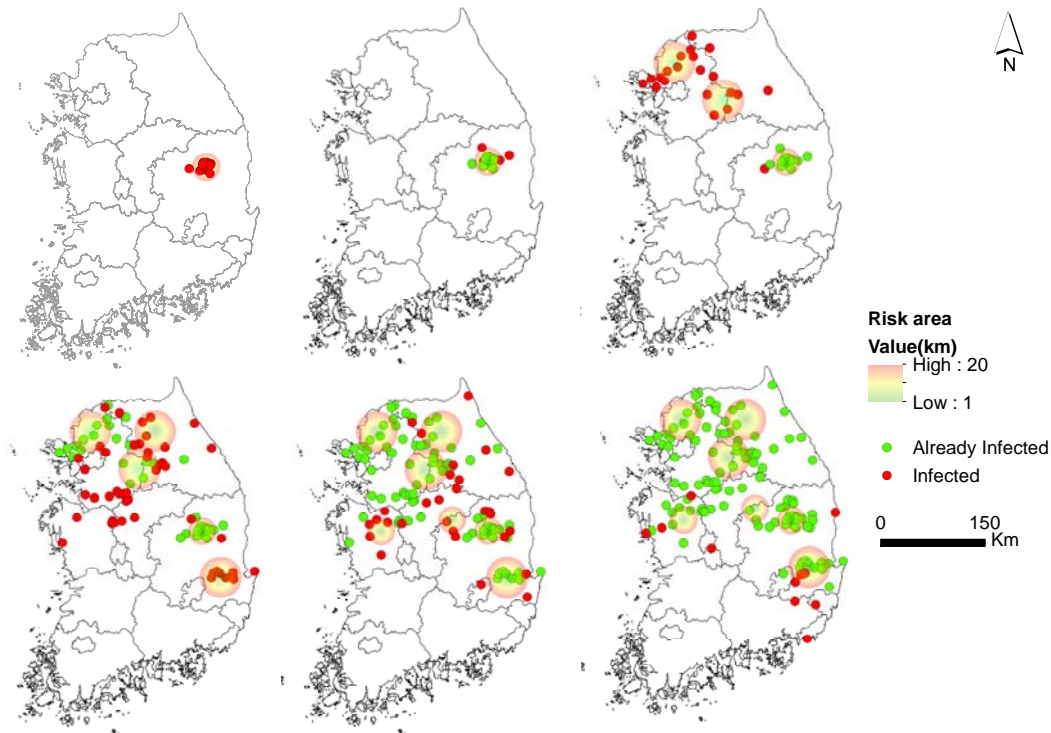 N
Risk area
Value(km)
High : 20
Low : 1
Already Infected
Infected
0 150
Km